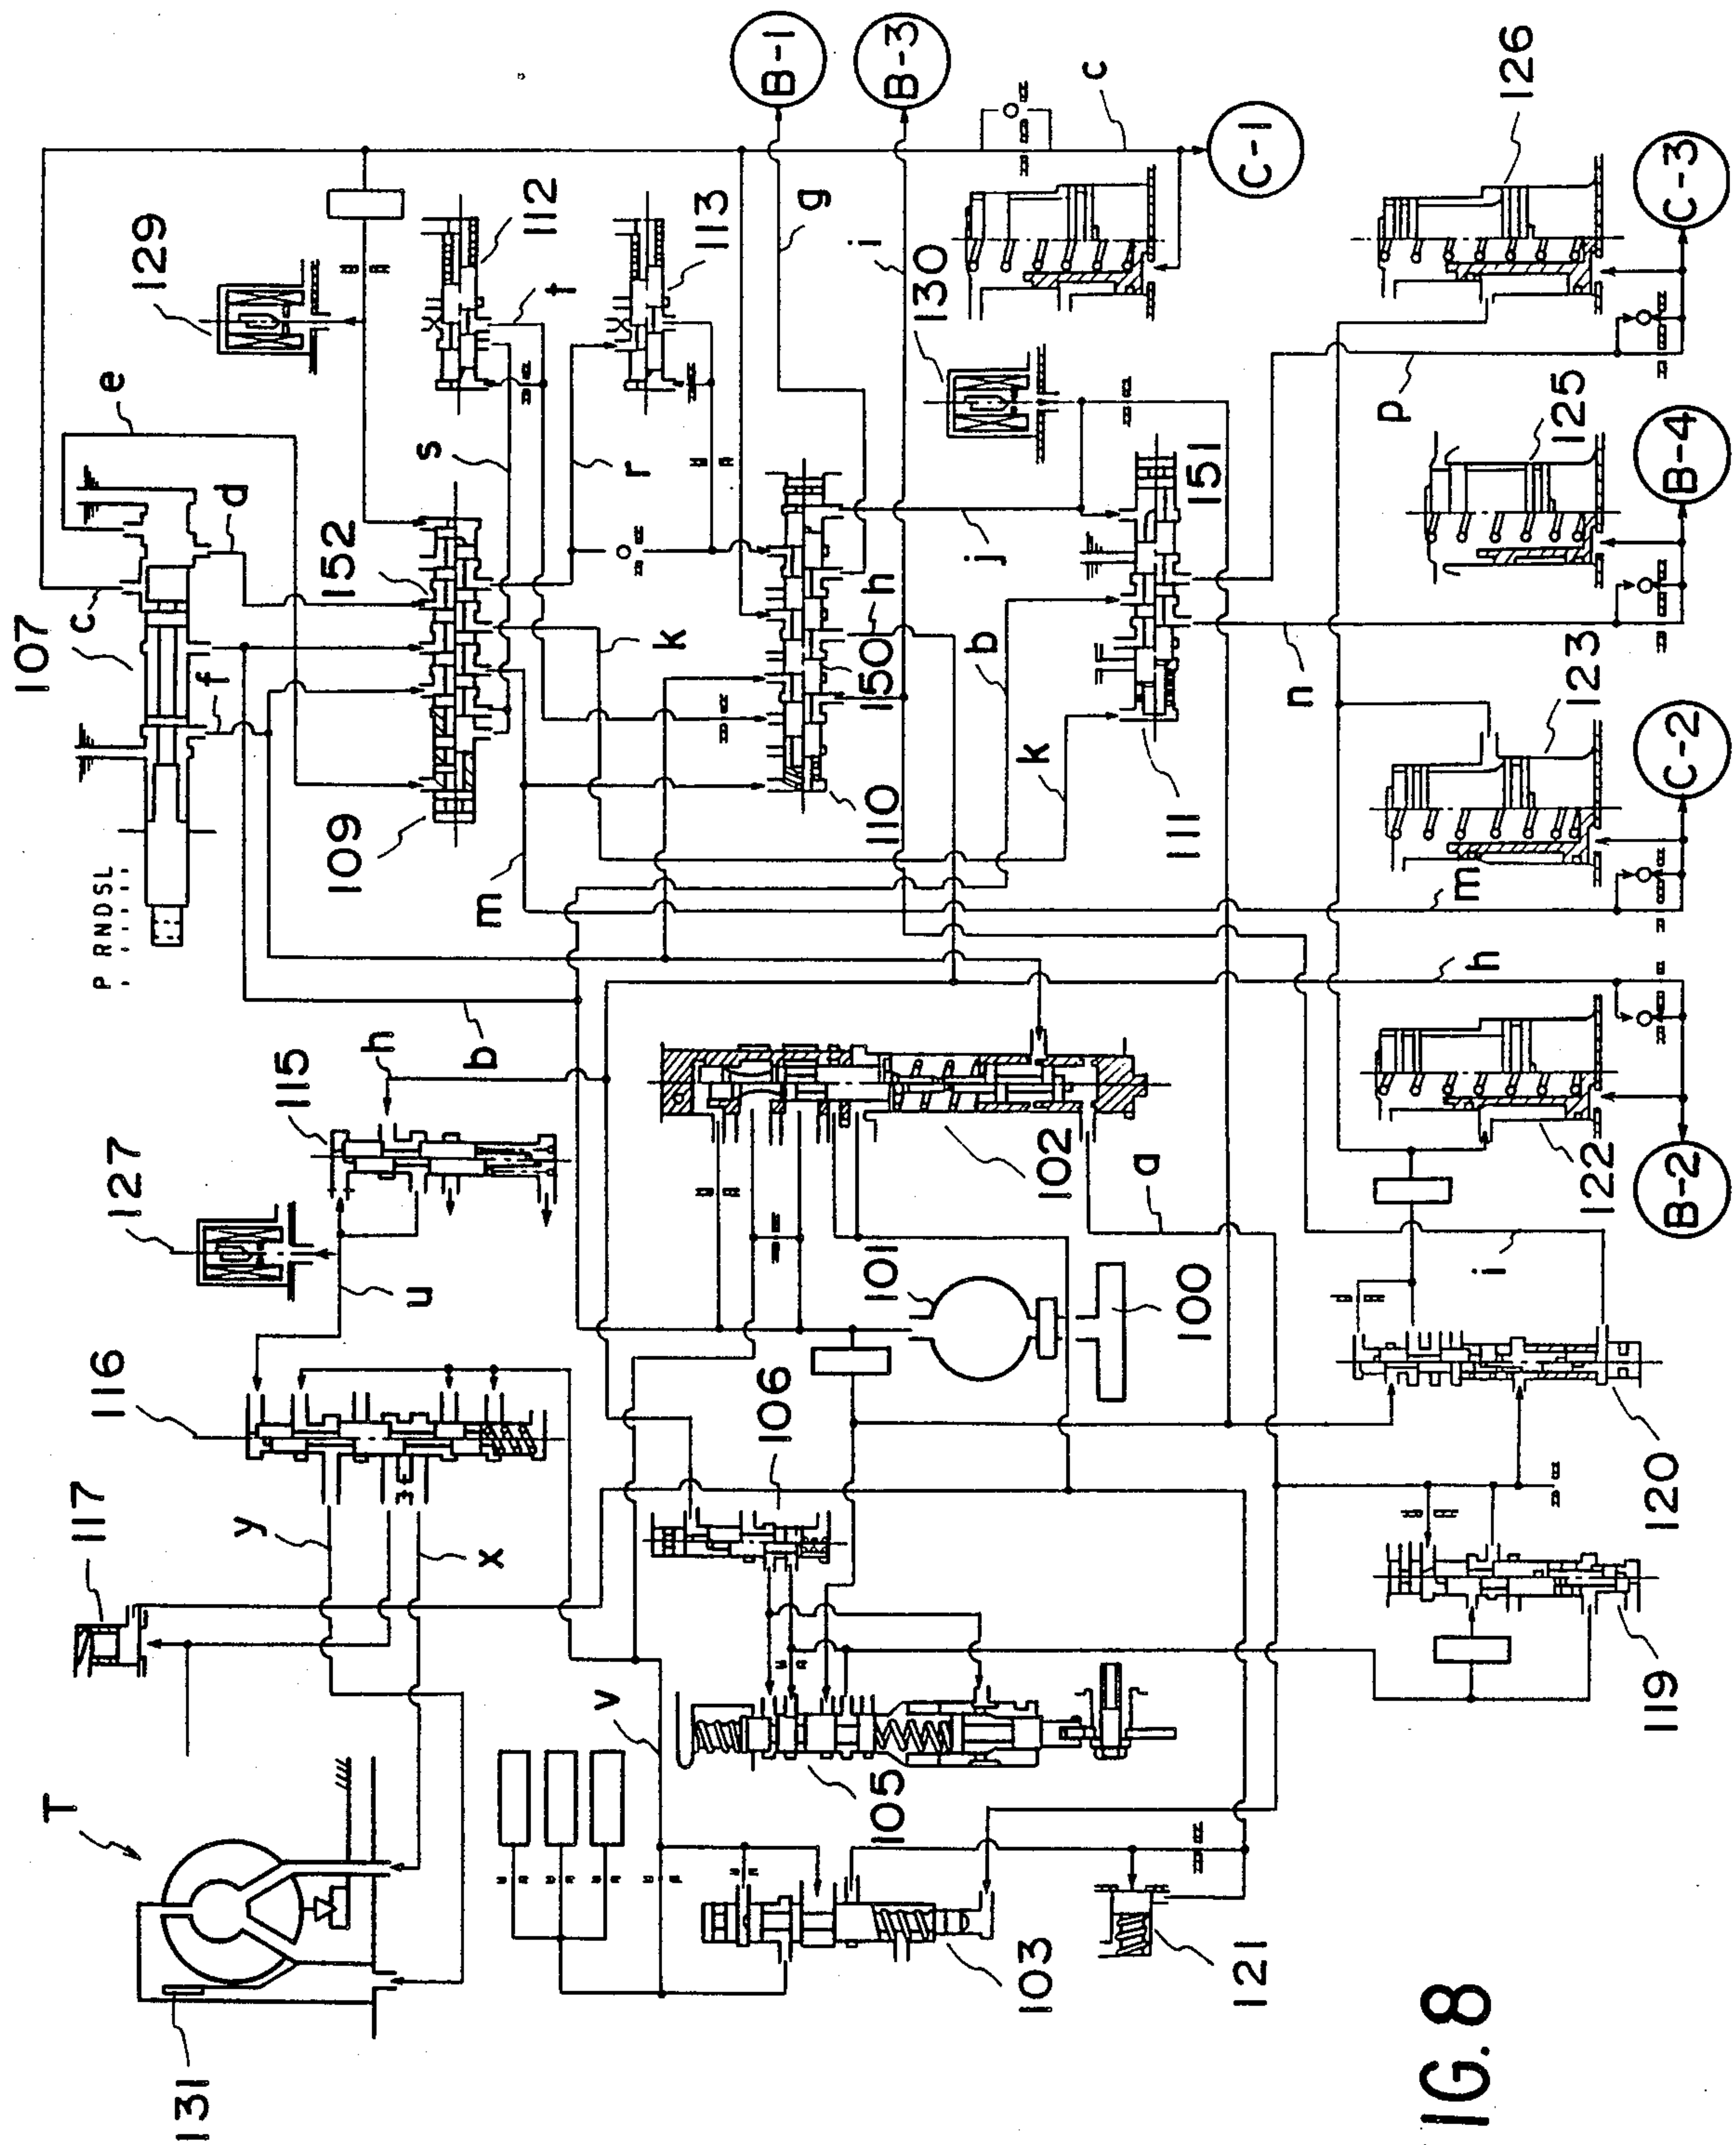 107
c
T
117
116
P RNDSL
127
e
129
131
f
d
y
115
109
152
h
u
s
x
b
m
112
t
v
r
k
113
106
B-1
g
i
105
101
110
150
h
B-3
130
j
b
103
102
k
c
a
100
111
151
121
C-1
n
p
IG. 8
i
h
m
126
122
123
125
119
120
B-2
C-2
B-4
C-3